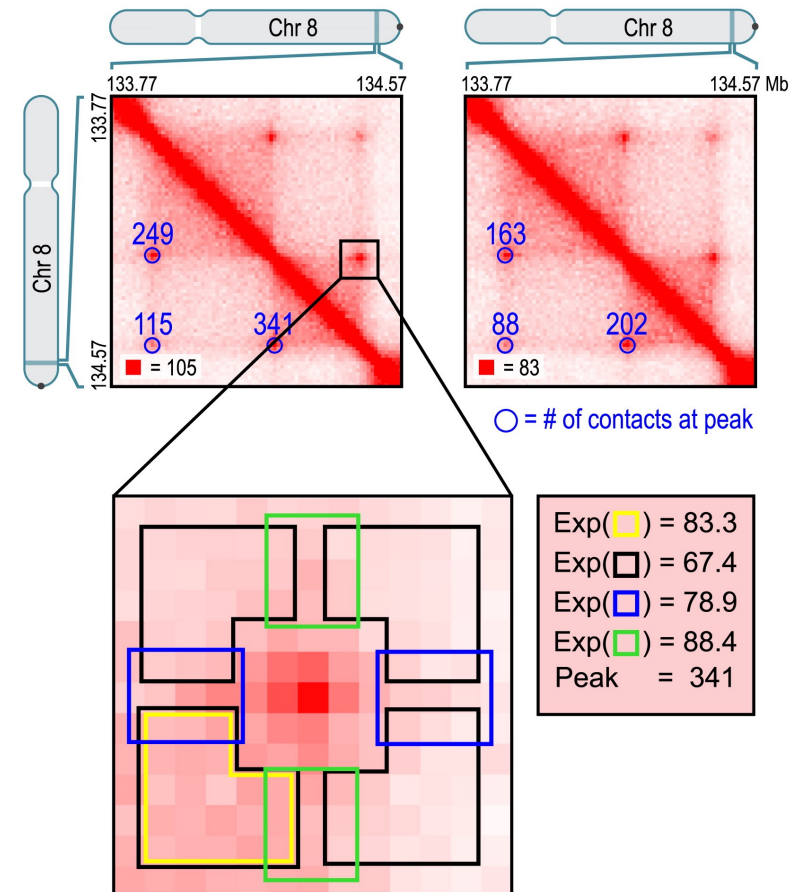 Chr 8
Chr 8
133.77
134.57
133.77
134.57 Mb
133.77
Chr 8
134.57
249
115
341
= 105
163
88
202
= 83
= # of contacts at peak
Exp( ) = 83.3
Exp( ) = 67.4
Exp( ) = 78.9
Exp( ) = 88.4
Peak = 341